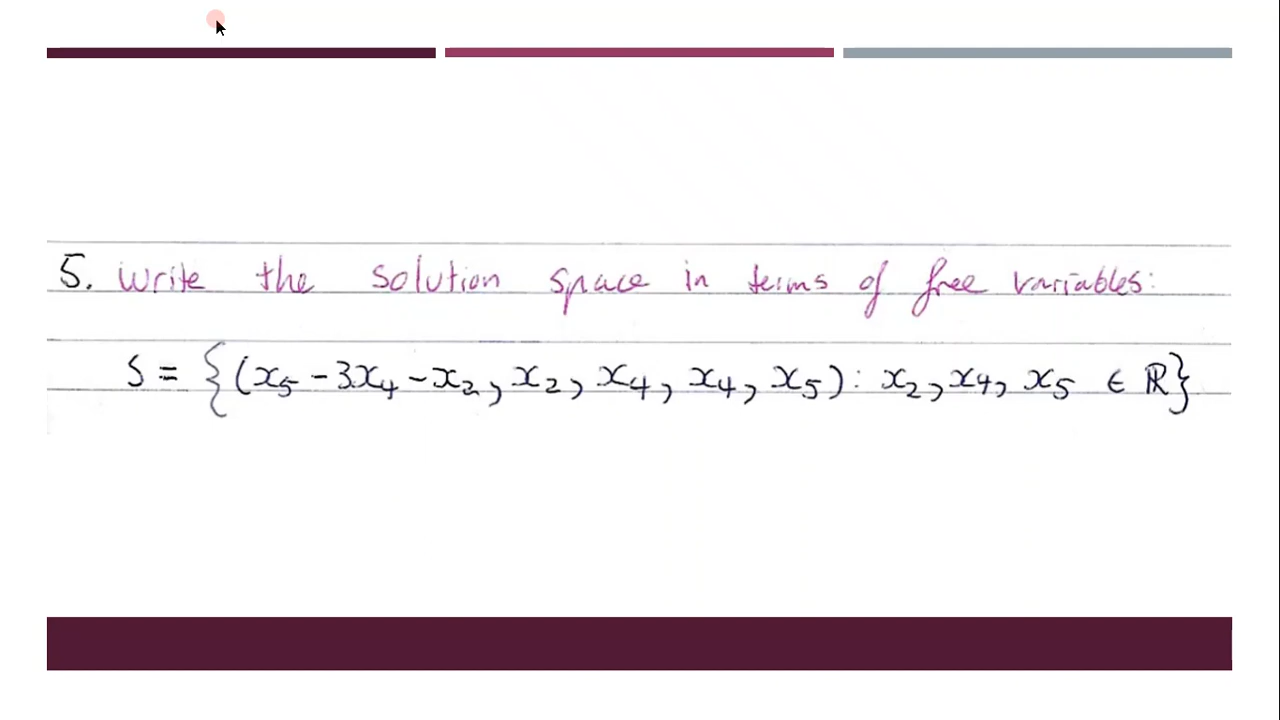 5. Write the solution space in terms of free variables:
S = {(x₅ - 3x₄ - x₂, x₂, x₄, x₄, x₅) : x₂, x₄, x₅ ∈ ℝ}